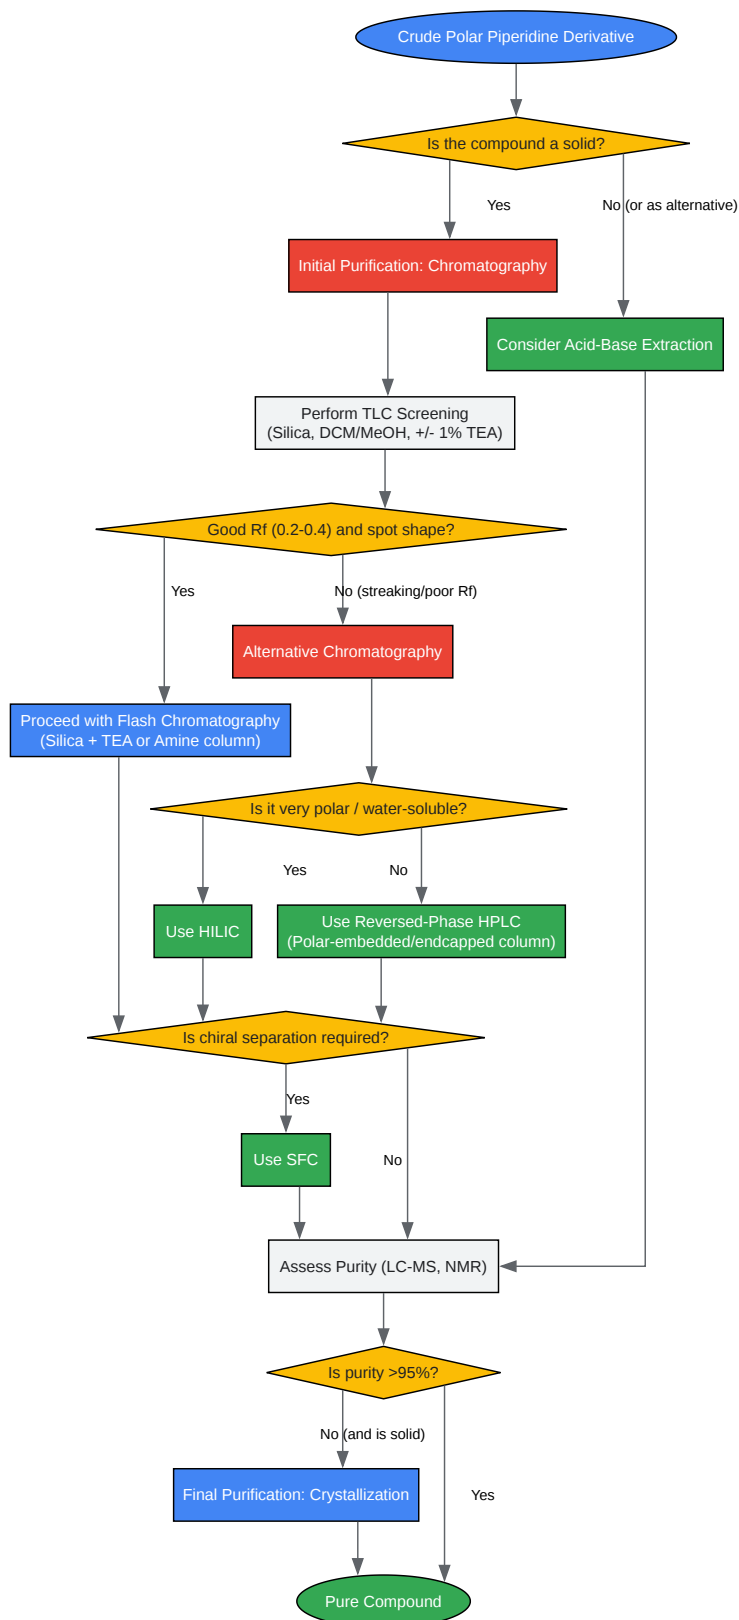 Crude Polar Piperidine Derivative
Is the compound a solid?
Yes
No (or as alternative)
Initial Purification: Chromatography
Consider Acid-Base Extraction
Perform TLC Screening
(Silica, DCM/MeOH, +/- 1% TEA)
Good Rf (0.2-0.4) and spot shape?
Yes
No (streaking/poor Rf)
Alternative Chromatography
Proceed with Flash Chromatography
(Silica + TEA or Amine column)
Is it very polar / water-soluble?
Yes
No
Use HILIC
Use Reversed-Phase HPLC
(Polar-embedded/endcapped column)
Is chiral separation required?
Yes
Use SFC
No
Assess Purity (LC-MS, NMR)
Is purity >95%?
No (and is solid)
Final Purification: Crystallization
Yes
Pure Compound